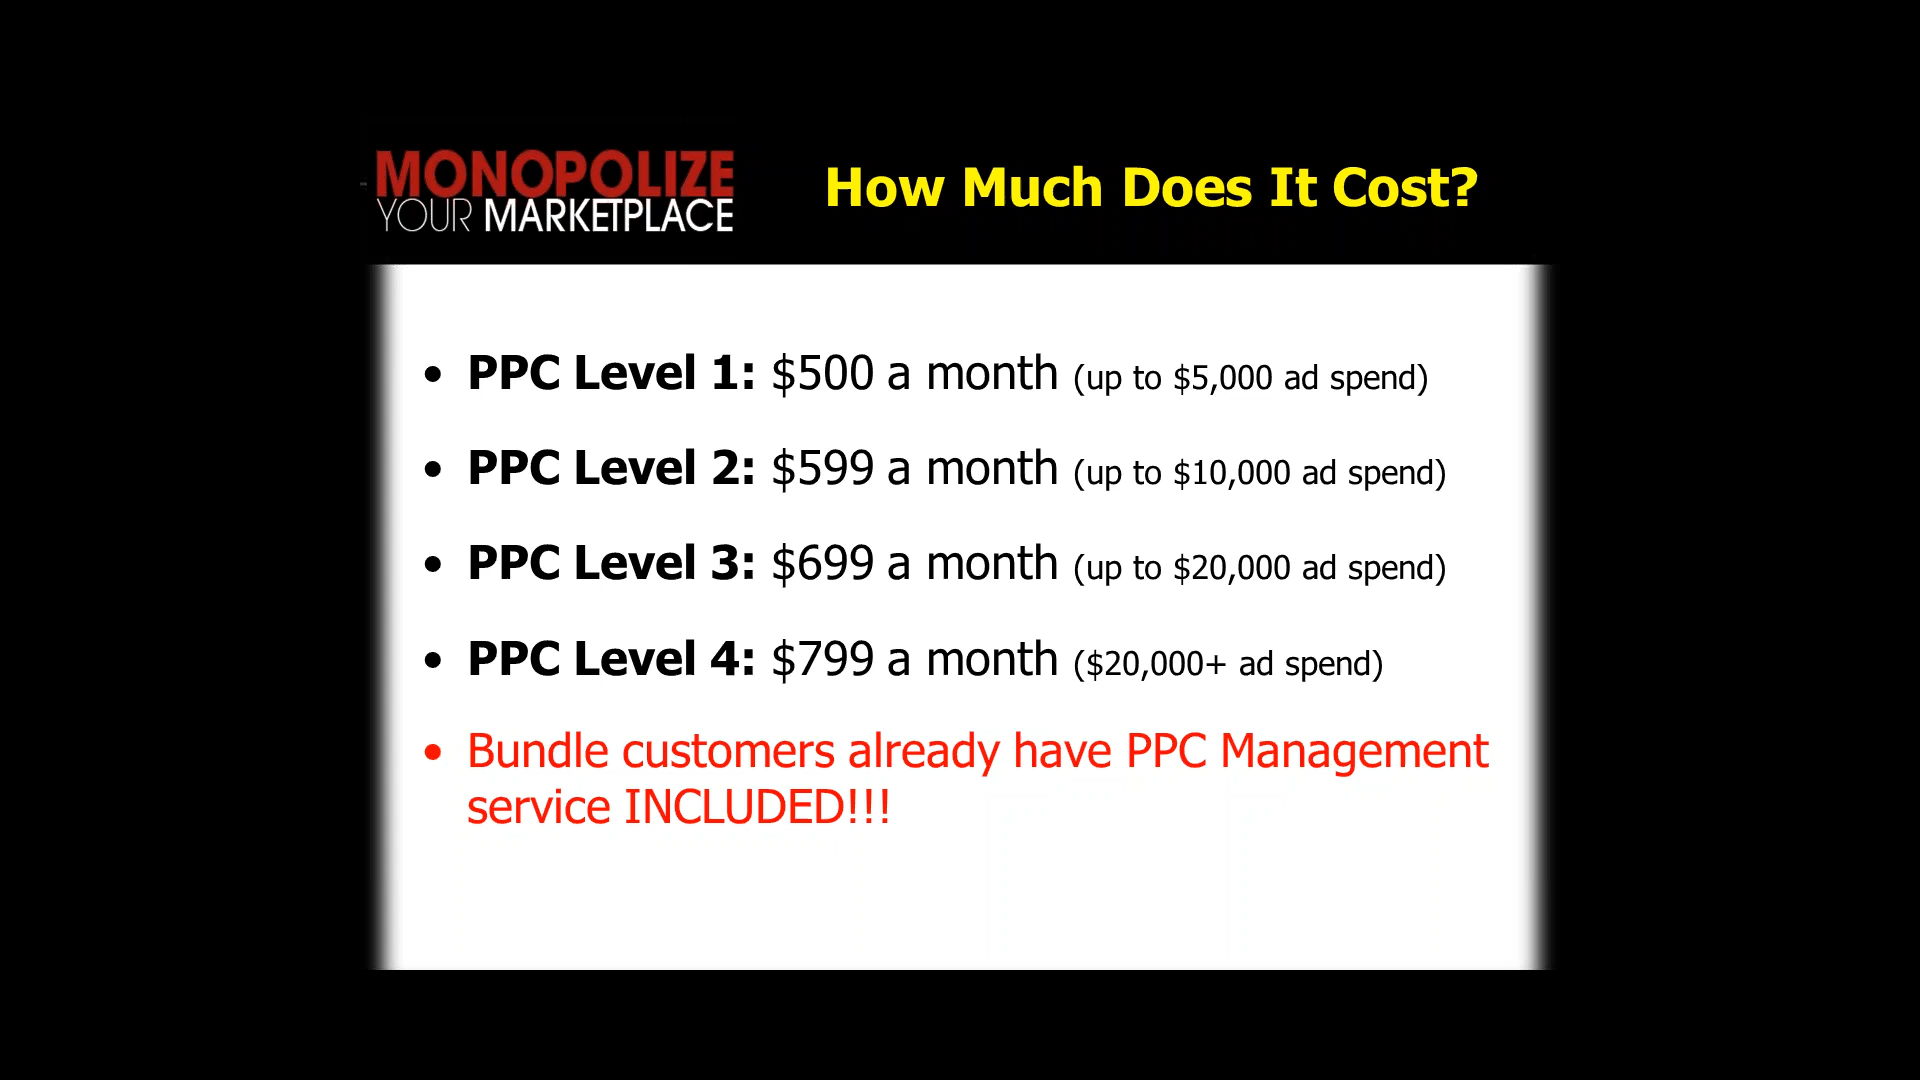 MONOPOLIZE
YOUR MARKETPLACE
How Much Does It Cost?
• PPC Level 1: $500 a month (up to $5,000 ad spend)
• PPC Level 2: $599 a month (up to $10,000 ad spend)
• PPC Level 3: $699 a month (up to $20,000 ad spend)
• PPC Level 4: $799 a month ($20,000+ ad spend)
• Bundle customers already have PPC Management
service INCLUDED!!!